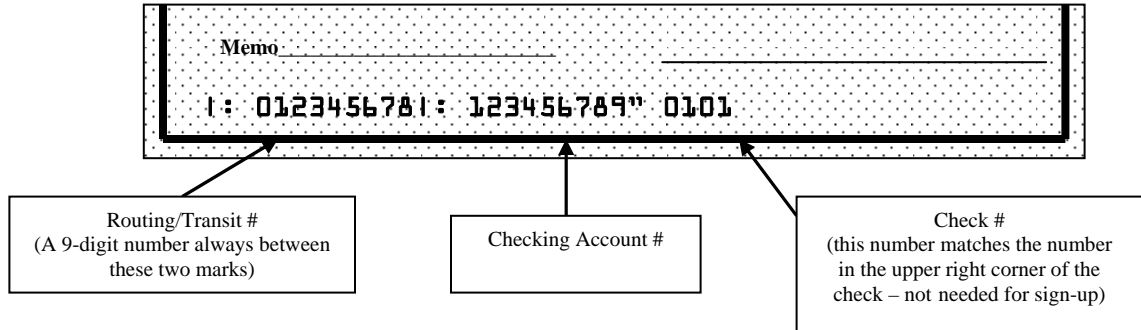 Memo
|: 012345678|: 123456789” 0101
Routing/Transit #
(A 9-digit number always between
these two marks)
Checking Account #
Check #
(this number matches the number
in the upper right corner of the
check – not needed for sign-up)